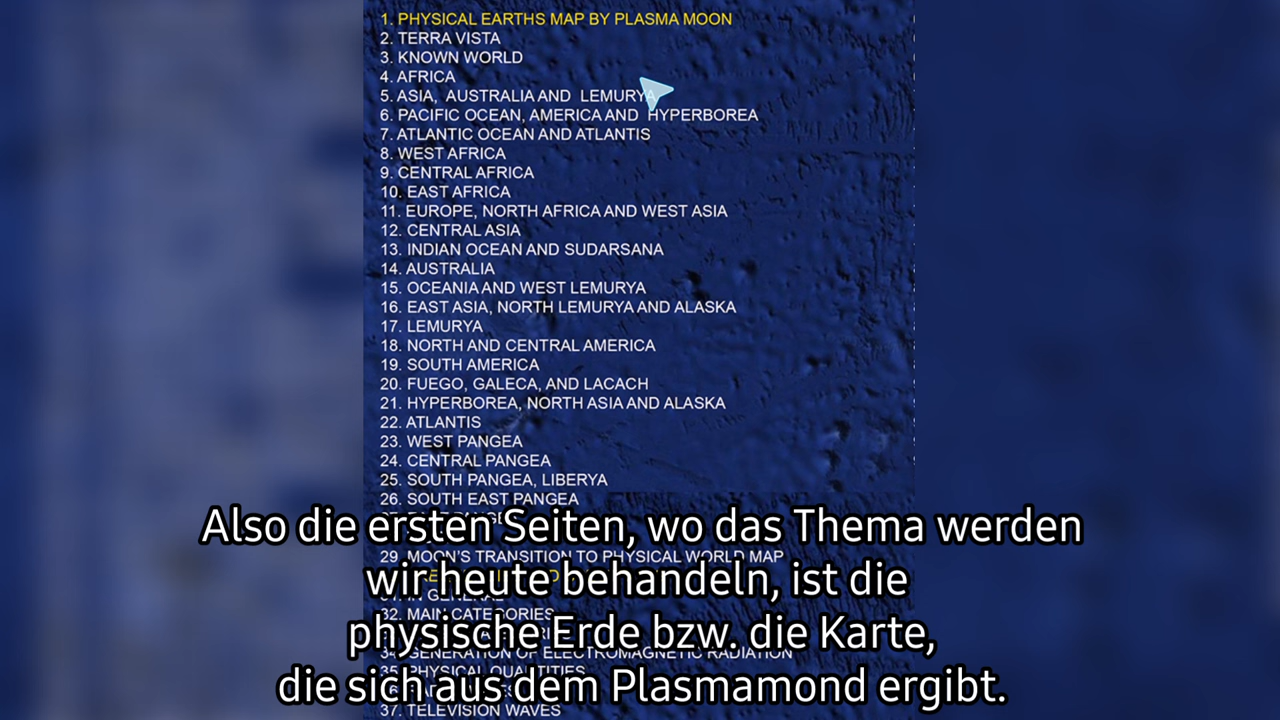 1. PHYSICAL EARTHS MAP BY PLASMA MOON
2. TERRA VISTA
3. KNOWN WORLD
4. AFRICA
5. ASIA, AUSTRALIA AND LEMURYA
6. PACIFIC OCEAN, AMERICA AND HYPERBOREA
7. ATLANTIC OCEAN AND ATLANTIS
8. WEST AFRICA
9. CENTRAL AFRICA
10. EAST AFRICA
11. EUROPE, NORTH AFRICA AND WEST ASIA
12. CENTRAL ASIA
13. INDIAN OCEAN AND SUDARSANA
14. AUSTRALIA
15. OCEANIA AND WEST LEMURYA
16. EAST ASIA, NORTH LEMURYA AND ALASKA
17. LEMURYA
18. NORTH AND CENTRAL AMERICA
19. SOUTH AMERICA
20. FUEGO, GALECA, AND LACACH
21. HYPERBOREA, NORTH ASIA AND ALASKA
22. ATLANTIS
23. WEST PANGEA
24. CENTRAL PANGEA
25. SOUTH PANGEA, LIBERYA
26. SOUTH EAST PANGEA
29. MOON'S TRANSITION TO PHYSICAL WORLD MAP
32. MAIN CATEGORIES
34. GENERATION OF ELECTROMAGNETIC RADIATION
35. PHYSICAL QUANTITIES
37. TELEVISION WAVES
Also die ersten Seiten, wo das Thema werden
wir heute behandeln, ist die
physische Erde bzw. die Karte,
die sich aus dem Plasmamond ergibt.